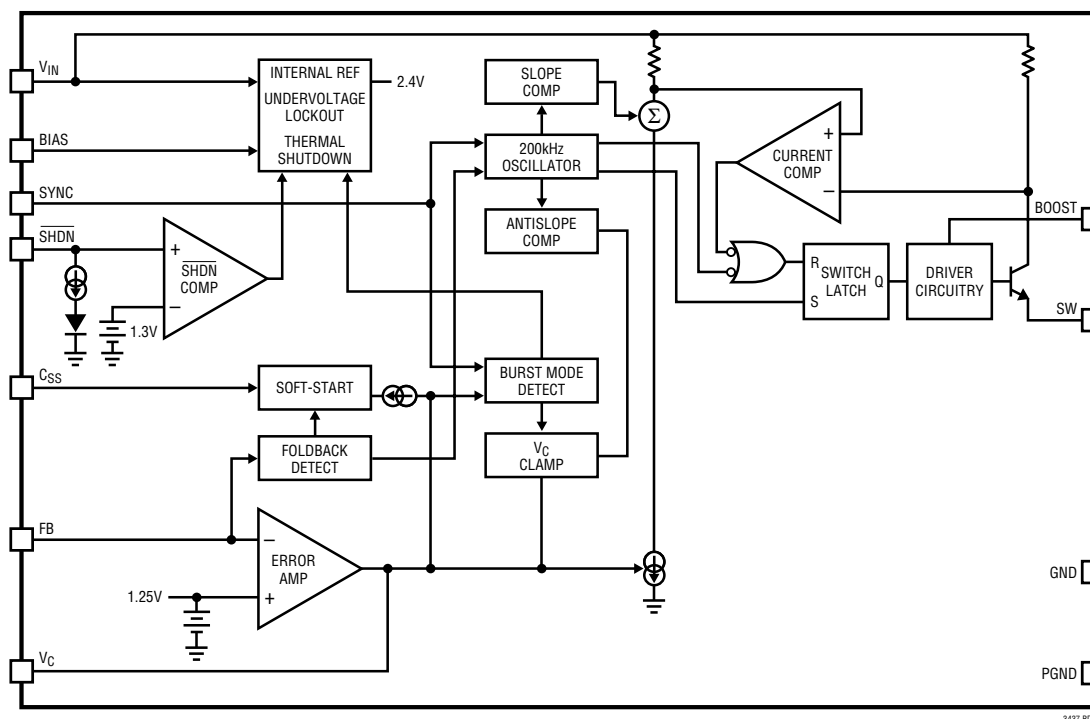 VIN
BIAS
SYNC
SHDN
CSS
FB
VC
INTERNAL REF
UNDERVOLTAGE
LOCKOUT
THERMAL
SHUTDOWN
2.4V
+
SHDN
COMP
–
1.3V
SOFT-START
FOLDBACK
DETECT
–
ERROR
AMP
+
1.25V
SLOPE
COMP
200kHz
OSCILLATOR
ANTISLOPE
COMP
BURST MODE
DETECT
VC
CLAMP
Σ
+
CURRENT
COMP
–
R
SWITCH
LATCH
Q
S
DRIVER
CIRCUITRY
BOOST
SW
GND
PGND